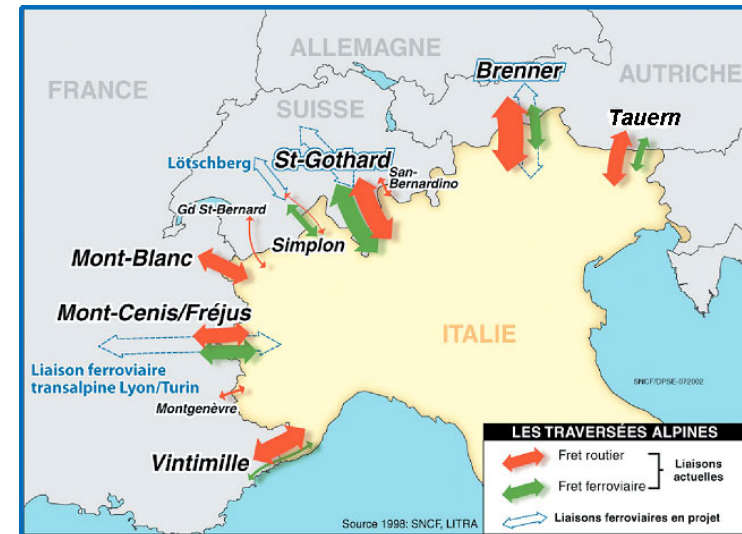 ALLEMAGNE
FRANCE
Brenner
AUTRICHE
SUISSE
Tauern
Lötschberg
St-Gothard
San-
Bernardino
Gd St-Bernard
Simplon
Mont-Blanc
Mont-Cenis/Fréjus
ITALIE
Liaison ferroviaire
transalpine Lyon/Turin
SNCF/DPSE-072002
Montgenèvre
Vintimille
LES TRAVERSÉES ALPINES
Fret routier
Fret ferroviaire
Liaisons
actuelles
Liaisons ferroviaires en projet
Source 1998: SNCF, LITRA